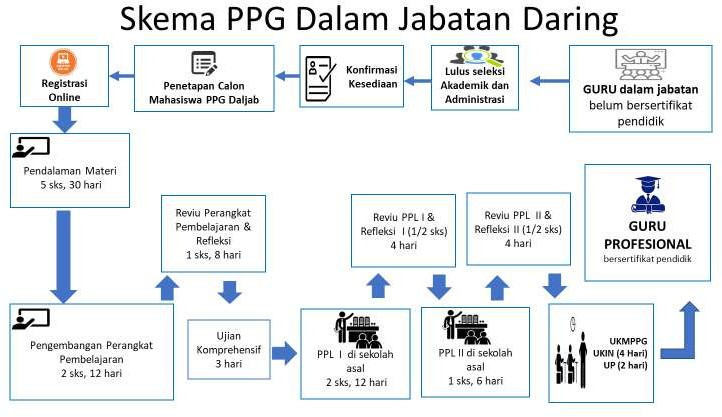 Skema PPG Dalam Jabatan Daring
GURU dalam jabatan
belum bersertifikat
pendidik
Lulus seleksi
Akademik dan
Administrasi
Konfirmasi
Kesediaan
Penetapan Calon
Mahasiswa PPG Daljab
Registrasi
Online
Pendalaman Materi
5 sks, 30 hari
Pengembangan Perangkat
Pembelajaran
2 sks, 12 hari
Reviu Perangkat
Pembelajaran &
Refleksi
1 sks, 8 hari
Ujian
Komprehensif
3 hari
PPL I di sekolah
asal
2 sks, 12 hari
Reviu PPL I &
Refleksi I (1/2 sks)
4 hari
PPL II di sekolah
asal
1 sks, 6 hari
Reviu PPL II &
Refleksi II (1/2 sks)
4 hari
UKMPPG
UKIN (4 Hari)
UP (2 hari)
GURU
PROFESIONAL
bersertifikat pendidik